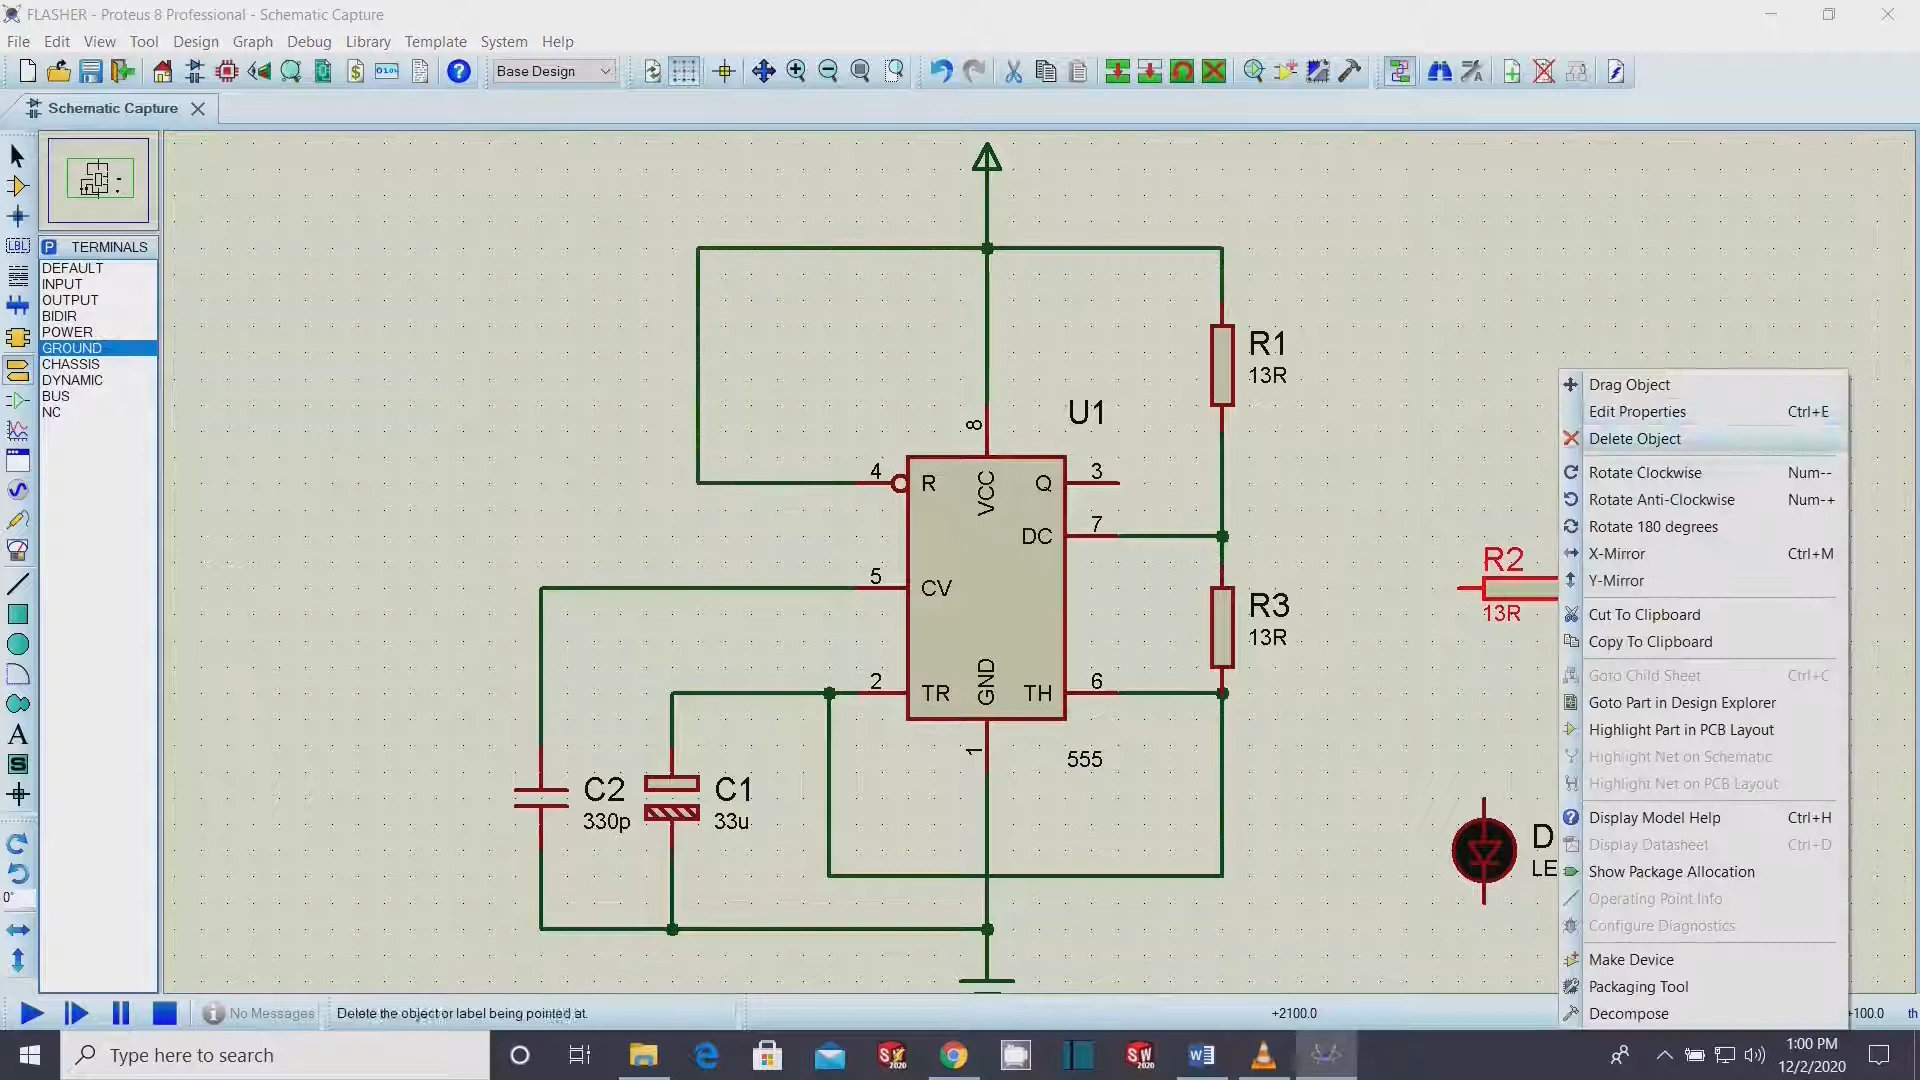 FLASHER - Proteus 8 Professional - Schematic Capture
File Edit View Tool Design Graph Debug Library Template System Help
Base Design
Schematic Capture
P TERMINALS
DEFAULT
INPUT
OUTPUT
BIDIR
POWER
GROUND
CHASSIS
DYNAMIC
BUS
NC
LBL
A
S
0°
R1
13R
U1
8
4
R
VCC
Q
3
DC
7
5
CV
R3
13R
2
TR
GND
TH
6
1
555
C2
330p
C1
33u
R2
13R
D
LE
Drag Object
Edit Properties Ctrl+E
Delete Object
Rotate Clockwise Num--
Rotate Anti-Clockwise Num-+
Rotate 180 degrees
X-Mirror Ctrl+M
Y-Mirror
Cut To Clipboard
Copy To Clipboard
Goto Child Sheet Ctrl+C
Goto Part in Design Explorer
Highlight Part in PCB Layout
Highlight Net on Schematic
Highlight Net on PCB Layout
Display Model Help Ctrl+H
Display Datasheet Ctrl+D
Show Package Allocation
Operating Point Info
Configure Diagnostics
Make Device
Packaging Tool
Decompose
No Messages
Delete the object or label being pointed at.
+2100.0
+100.0 th
Type here to search
1:00 PM
12/2/2020